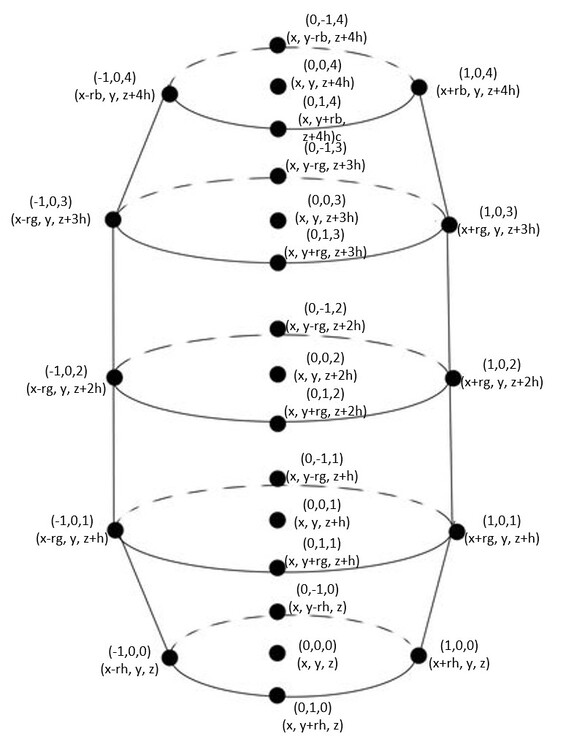 (0,-1,4)
(x, y-rb, z+4h)
(-1,0,4)
(x-rb, y, z+4h)
(0,0,4)
(x, y, z+4h)
(1,0,4)
(x+rb, y, z+4h)
(0,1,4)
(x, y+rb,
z+4h)c
(0,-1,3)
(x, y-rg, z+3h)
(-1,0,3)
(x-rg, y, z+3h)
(0,0,3)
(x, y, z+3h)
(1,0,3)
(x+rg, y, z+3h)
(0,1,3)
(x, y+rg, z+3h)
(0,-1,2)
(x, y-rg, z+2h)
(-1,0,2)
(x-rg, y, z+2h)
(0,0,2)
(x, y, z+2h)
(1,0,2)
(x+rg, y, z+2h)
(0,1,2)
(x, y+rg, z+2h)
(0,-1,1)
(x, y-rg, z+h)
(-1,0,1)
(x-rg, y, z+h)
(0,0,1)
(x, y, z+h)
(1,0,1)
(x+rg, y, z+h)
(0,1,1)
(x, y+rg, z+h)
(0,-1,0)
(x, y-rh, z)
(-1,0,0)
(x-rh, y, z)
(0,0,0)
(x, y, z)
(1,0,0)
(x+rh, y, z)
(0,1,0)
(x, y+rh, z)